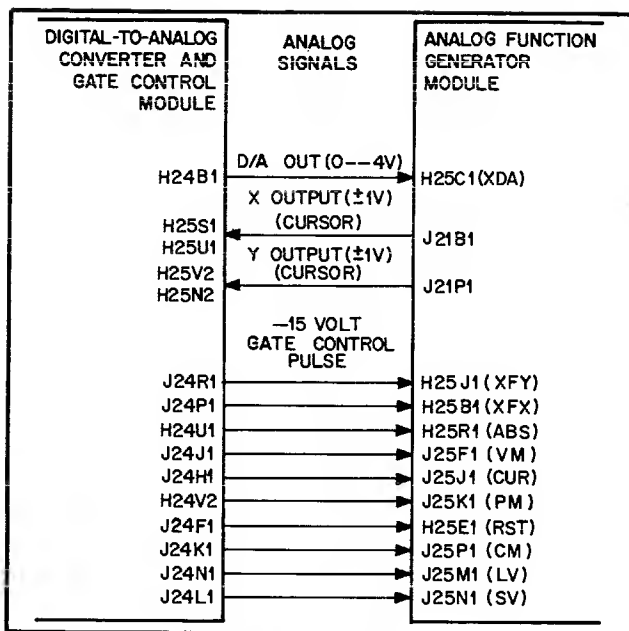 DIGITAL-TO-ANALOG
CONVERTER AND
GATE CONTROL
MODULE
ANALOG
SIGNALS
ANALOG FUNCTION
GENERATOR
MODULE
D/A OUT (0--4V)
H24B1
H25C1 (XDA)
X OUTPUT (±1V)
(CURSOR)
H25S1
H25U1
J21B1
Y OUTPUT (±1V)
(CURSOR)
H25V2
H25N2
J21P1
—15 VOLT
GATE CONTROL
PULSE
J24R1 H25J1 (XFY)
J24P1 H25B1 (XFX)
H24U1 H25R1 (ABS)
J24J1 J25F1 (VM)
J24H1 J25J1 (CUR)
H24V2 J25K1 (PM)
J24F1 H25E1 (RST)
J24K1 J25P1 (CM)
J24N1 J25M1 (LV)
J24L1 J25N1 (SV)